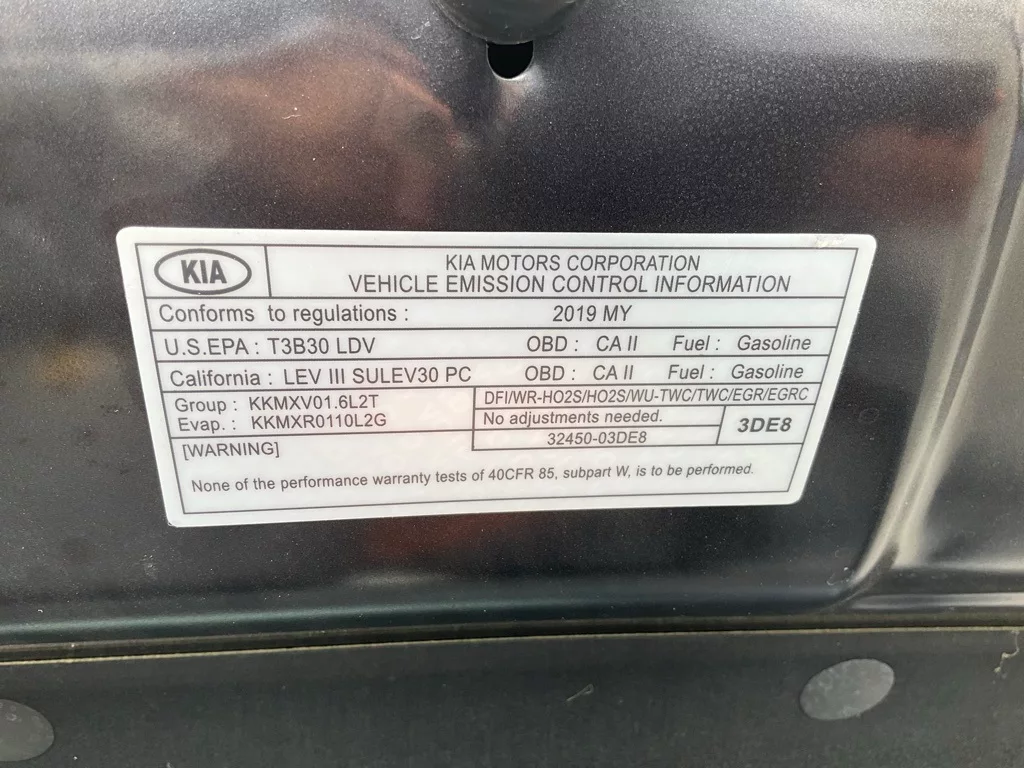 KIA
KIA MOTORS CORPORATION
VEHICLE EMISSION CONTROL INFORMATION
Conforms to regulations : 2019 MY
U.S.EPA : T3B30 LDV OBD : CA II Fuel : Gasoline
California : LEV III SULEV30 PC OBD : CA II Fuel : Gasoline
Group : KKMXV01.6L2T
Evap. : KKMXR0110L2G
DFI/WR-HO2S/HO2S/WU-TWC/TWC/EGR/EGRC
No adjustments needed.
32450-03DE8
3DE8
[WARNING]
None of the performance warranty tests of 40CFR 85, subpart W, is to be performed.